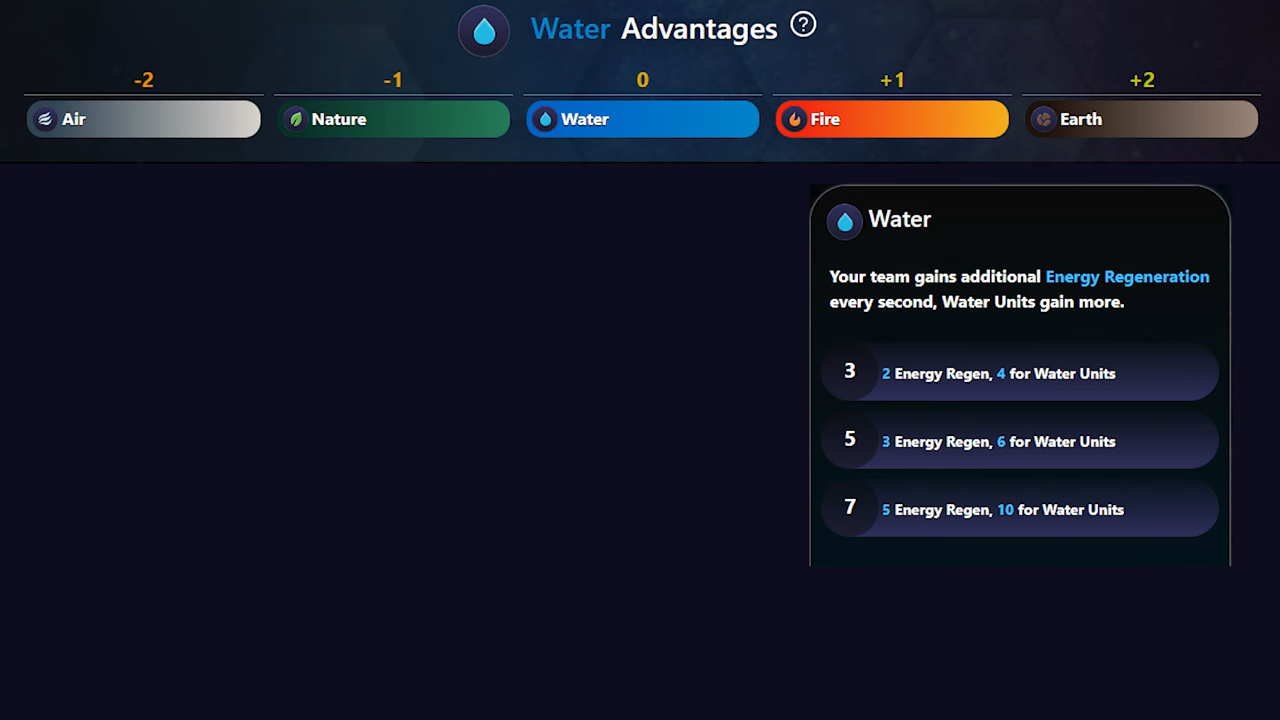 Water Advantages ?
-2 -1 0 +1 +2
Air Nature Water Fire Earth
Water
Your team gains additional Energy Regeneration
every second, Water Units gain more.
3 2 Energy Regen, 4 for Water Units
5 3 Energy Regen, 6 for Water Units
7 5 Energy Regen, 10 for Water Units